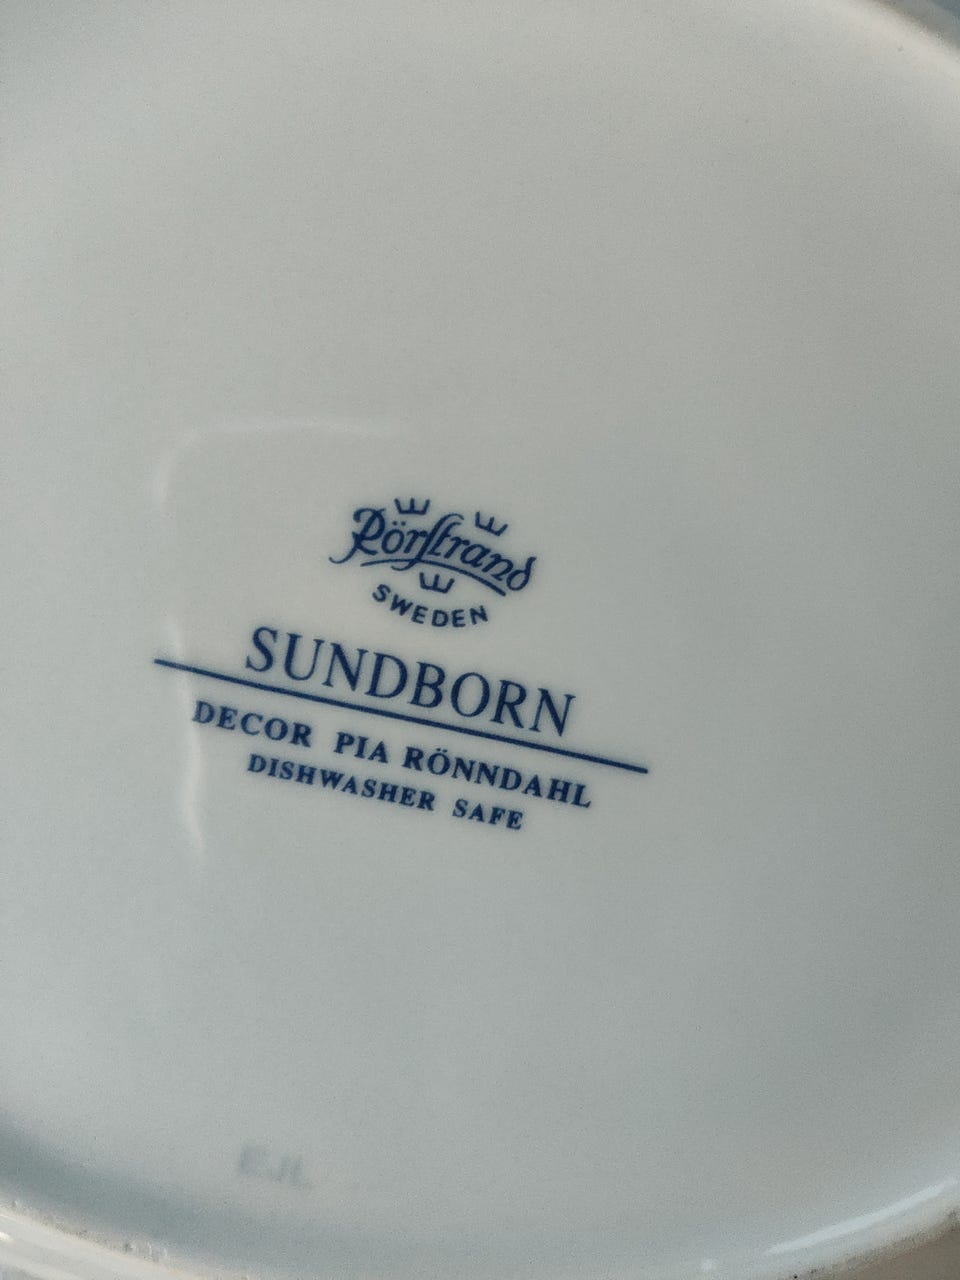 Rörstrand
SWEDEN
SUNDBORN
DECOR PIA RÖNNDAHL
DISHWASHER SAFE